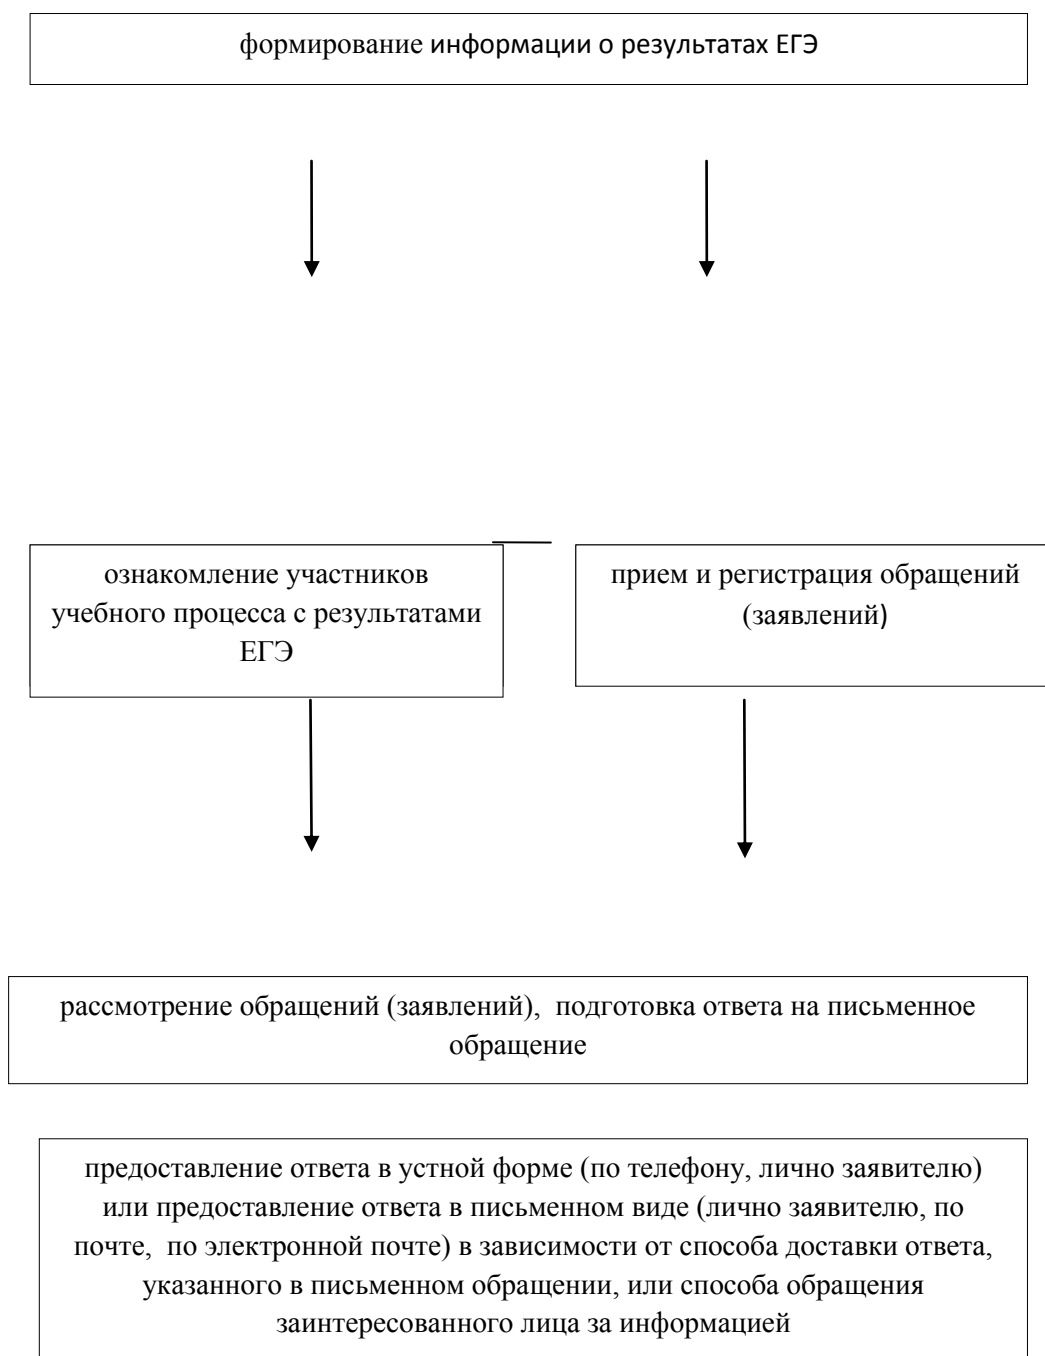 формирование информации о результатах ЕГЭ
ознакомление участников
учебного процесса с результатами
ЕГЭ
прием и регистрация обращений
(заявлений)
рассмотрение обращений (заявлений),  подготовка ответа на письменное
обращение
предоставление ответа в устной форме (по телефону, лично заявителю)
или предоставление ответа в письменном виде (лично заявителю, по
почте,  по электронной почте) в зависимости от способа доставки ответа,
указанного в письменном обращении, или способа обращения
заинтересованного лица за информацией